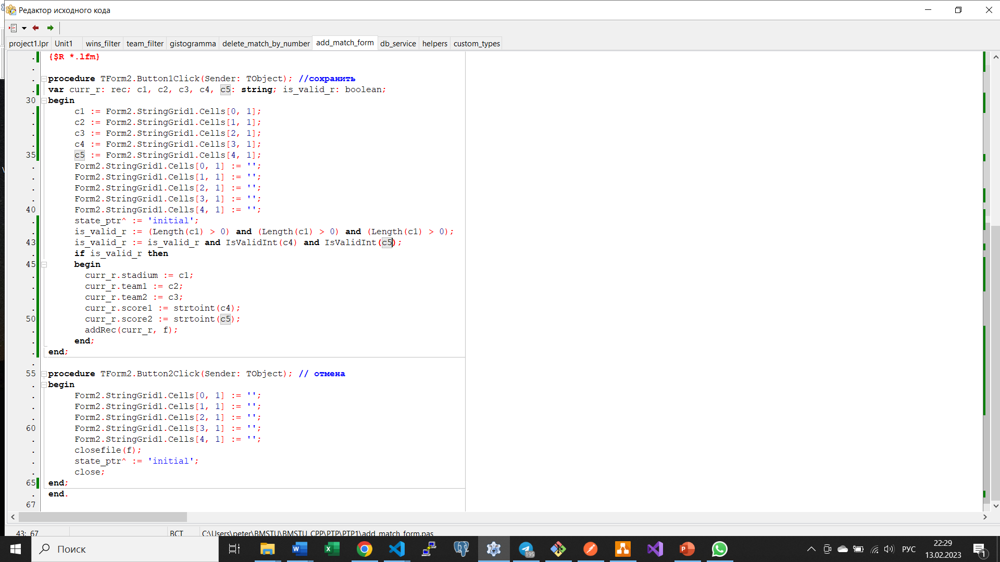 Редактор исходного кода
project1.lpr Unit1 wins_filter team_filter gistogramma delete_match_by_number add_match_form db_service helpers custom_types
. {$R *.lfm}
.
. procedure TForm2.Button1Click(Sender: TObject); //сохранить
. var curr_r: rec; c1, c2, c3, c4, c5: string; is_valid_r: boolean;
30 begin
. c1 := Form2.StringGrid1.Cells[0, 1];
. c2 := Form2.StringGrid1.Cells[1, 1];
. c3 := Form2.StringGrid1.Cells[2, 1];
. c4 := Form2.StringGrid1.Cells[3, 1];
35 c5 := Form2.StringGrid1.Cells[4, 1];
. Form2.StringGrid1.Cells[0, 1] := '';
. Form2.StringGrid1.Cells[1, 1] := '';
. Form2.StringGrid1.Cells[2, 1] := '';
. Form2.StringGrid1.Cells[3, 1] := '';
40 Form2.StringGrid1.Cells[4, 1] := '';
. state_ptr^ := 'initial';
. is_valid_r := (Length(c1) > 0) and (Length(c1) > 0) and (Length(c1) > 0);
43 is_valid_r := is_valid_r and IsValidInt(c4) and IsValidInt(c5);
. if is_valid_r then
45 begin
. curr_r.stadium := c1;
. curr_r.team1 := c2;
. curr_r.team2 := c3;
. curr_r.score1 := strtoint(c4);
50 curr_r.score2 := strtoint(c5);
. addRec(curr_r, f);
. end;
. end;
.
55 procedure TForm2.Button2Click(Sender: TObject); // отмена
. begin
. Form2.StringGrid1.Cells[0, 1] := '';
. Form2.StringGrid1.Cells[1, 1] := '';
. Form2.StringGrid1.Cells[2, 1] := '';
60 Form2.StringGrid1.Cells[3, 1] := '';
. Form2.StringGrid1.Cells[4, 1] := '';
. closefile(f);
. state_ptr^ := 'initial';
. close;
65 end;
. end.
67
43: 67 ВСТ C:\Users\peter\BMSTU\BMSTU_CPP\PTP\PTP1\add_match_form.pas
Поиск 195 РУС 22:29
13.02.2023 1